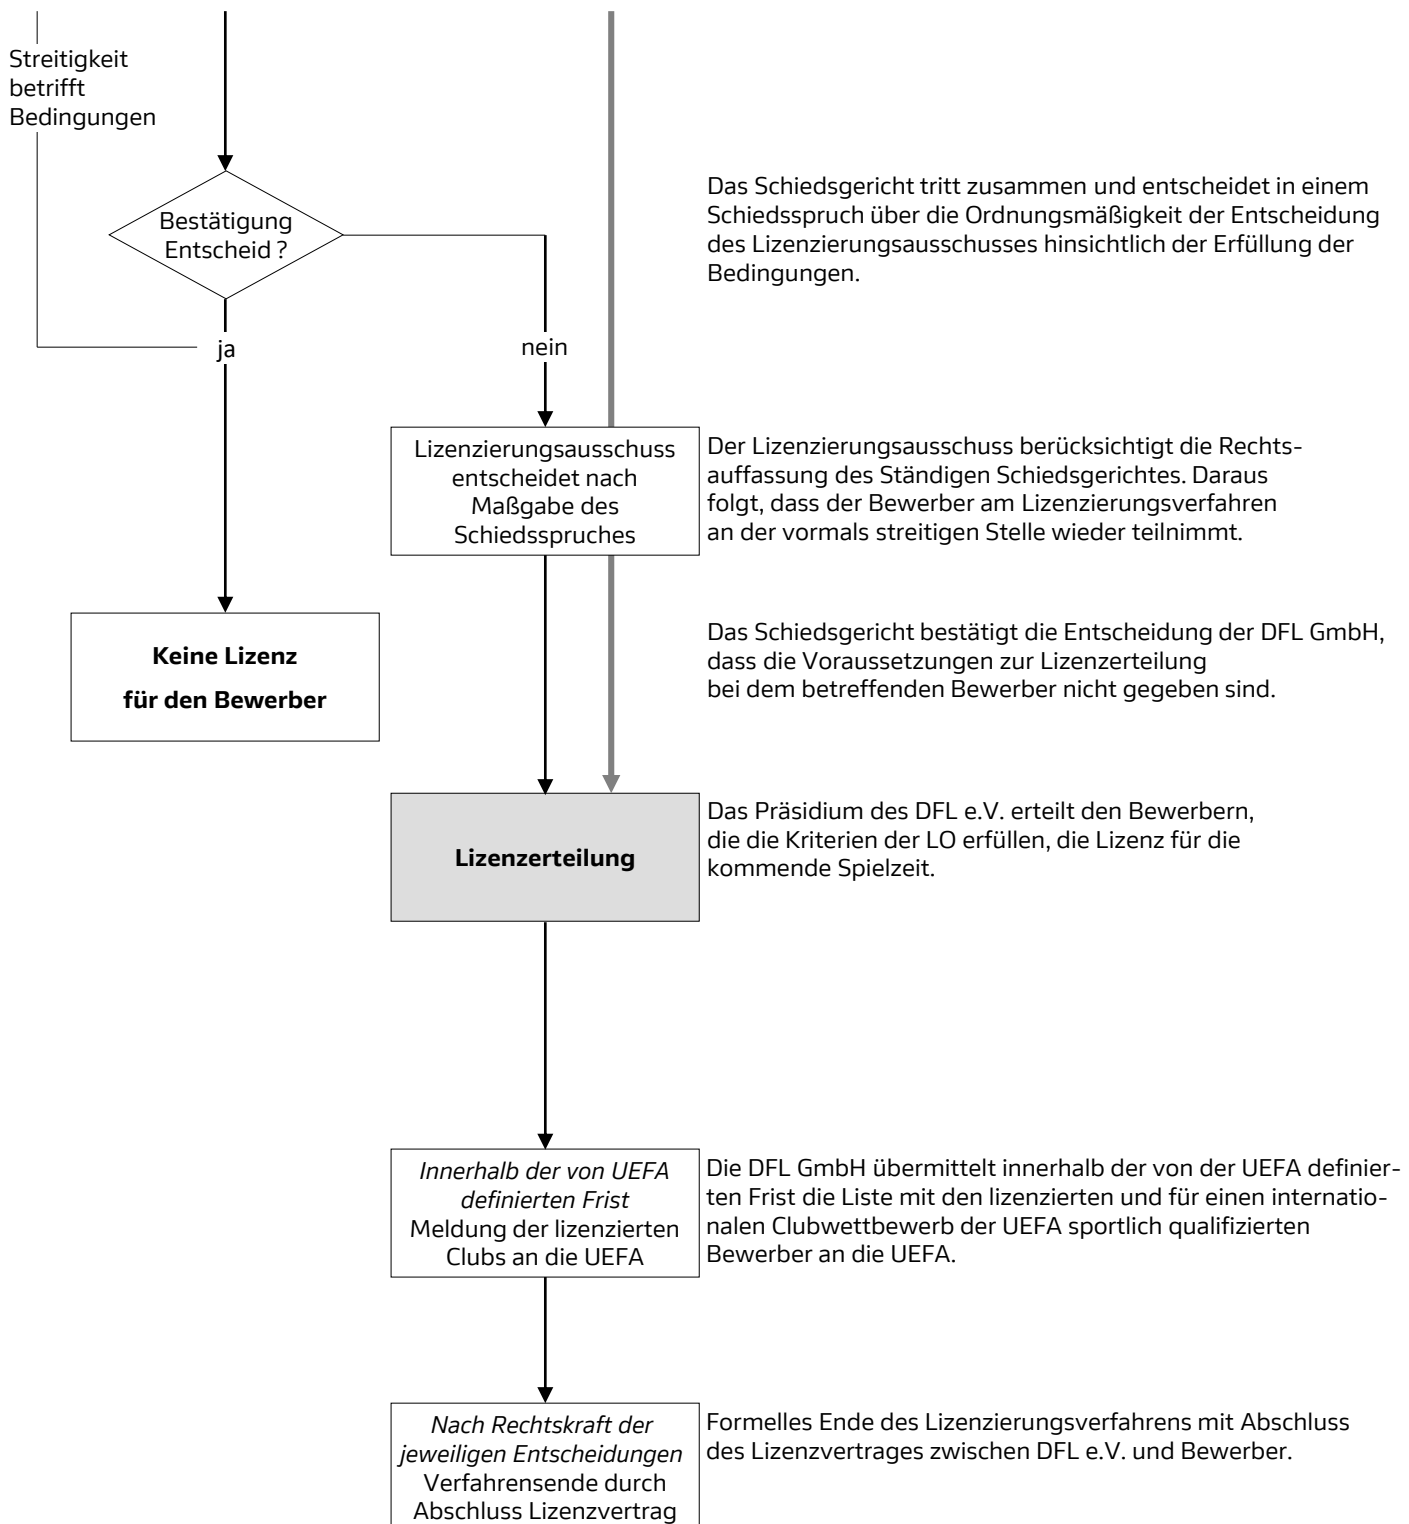 Streitigkeit
betrifft
Bedingungen
Bestätigung
Entscheid ?
Das Schiedsgericht tritt zusammen und entscheidet in einem
Schiedsspruch über die Ordnungsmäßigkeit der Entscheidung
des Lizenzierungsausschusses hinsichtlich der Erfüllung der
Bedingungen.
ja
nein
Lizenzierungsausschuss
entscheidet nach
Maßgabe des
Schiedsspruches
Der Lizenzierungsausschuss berücksichtigt die Rechts-
auffassung des Ständigen Schiedsgerichtes. Daraus
folgt, dass der Bewerber am Lizenzierungsverfahren
an der vormals streitigen Stelle wieder teilnimmt.
Keine Lizenz
für den Bewerber
Das Schiedsgericht bestätigt die Entscheidung der DFL GmbH,
dass die Voraussetzungen zur Lizenzerteilung
bei dem betreffenden Bewerber nicht gegeben sind.
Lizenzerteilung
Das Präsidium des DFL e.V. erteilt den Bewerbern,
die die Kriterien der LO erfüllen, die Lizenz für die
kommende Spielzeit.
Innerhalb der von UEFA
definierten Frist
Meldung der lizenzierten
Clubs an die UEFA
Die DFL GmbH übermittelt innerhalb der von der UEFA definier-
ten Frist die Liste mit den lizenzierten und für einen internatio-
nalen Clubwettbewerb der UEFA sportlich qualifizierten
Bewerber an die UEFA.
Nach Rechtskraft der
jeweiligen Entscheidungen
Verfahrensende durch
Abschluss Lizenzvertrag
Formelles Ende des Lizenzierungsverfahrens mit Abschluss
des Lizenzvertrages zwischen DFL e.V. und Bewerber.